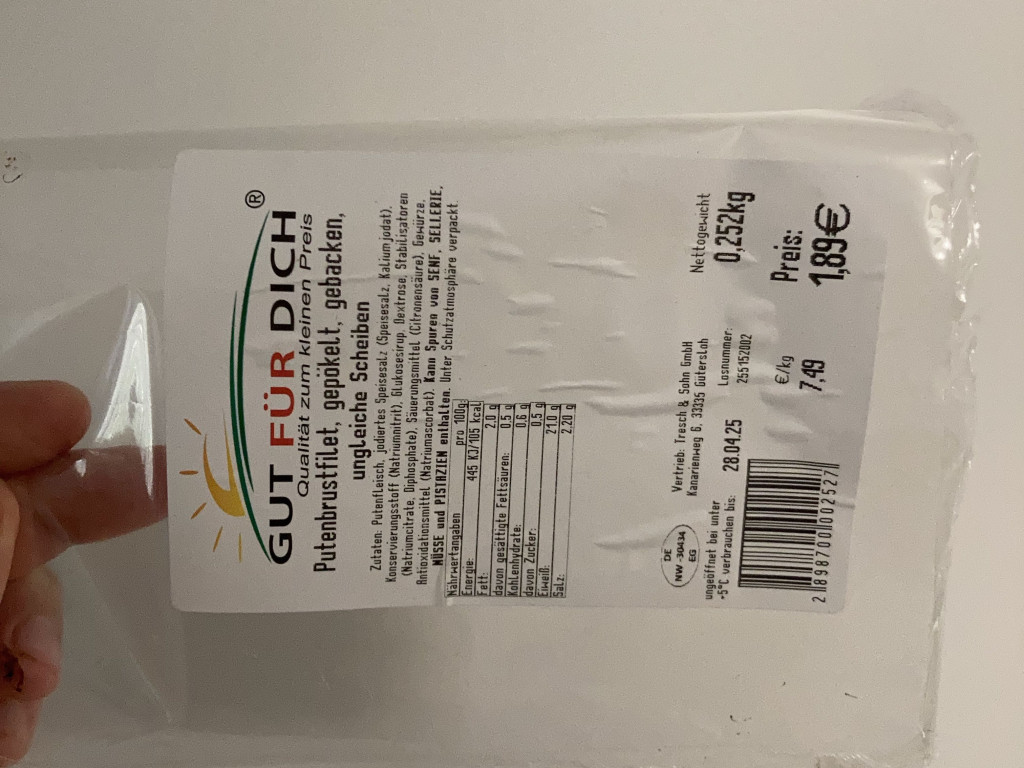 GUT FÜR DICH ®
Qualität zum kleinen Preis
Putenbrustfilet, gepökelt, gebacken,
ungleiche Scheiben
Zutaten: Putenfleisch, jodiertes Speisesalz (Speisesalz, Kaliumjodat),
Konservierungsstoff (Natriumnitrit), Glukosesirup, Dextrose, Stabilisatoren
(Natriumcitrate, Diphosphate), Säuerungsmittel (Citronensäure), Gewürze,
Antioxidationsmittel (Natriumascorbat). Kann Spuren von SENF, SELLERIE,
NÜSSE und PISTAZIEN enthalten. Unter Schutzatmosphäre verpackt.
Nährwertangaben pro 100g
Energie: 445 KJ/105 kcal
Fett: 2,0 g
davon gesättigte Fettsäuren: 0,5 g
Kohlenhydrate: 0,6 g
davon Zucker: 0,5 g
Eiweiß: 21,0 g
Salz: 2,20 g
DE
NW 30434
EG
Vertrieb: Tresch & Sohn GmbH
Kanarienweg 6, 33335 Gütersloh
Nettogewicht
0,252kg
ungeöffnet bei unter
-5°C verbrauchen bis:
28.04.25
Losnummer:
255152002
€/kg
7,49
Preis:
1,89€
2 898700 002527